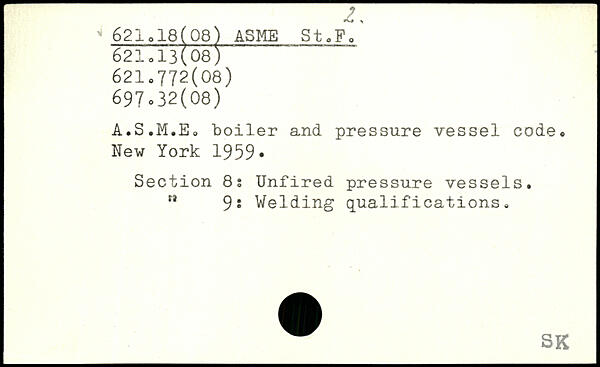 2.
621.18(08) ASME St.F.
621.13(08)
621.772(08)
697.32(08)
A.S.M.E. boiler and pressure vessel code.
New York 1959.
Section 8: Unfired pressure vessels.
" 9: Welding qualifications.
SK